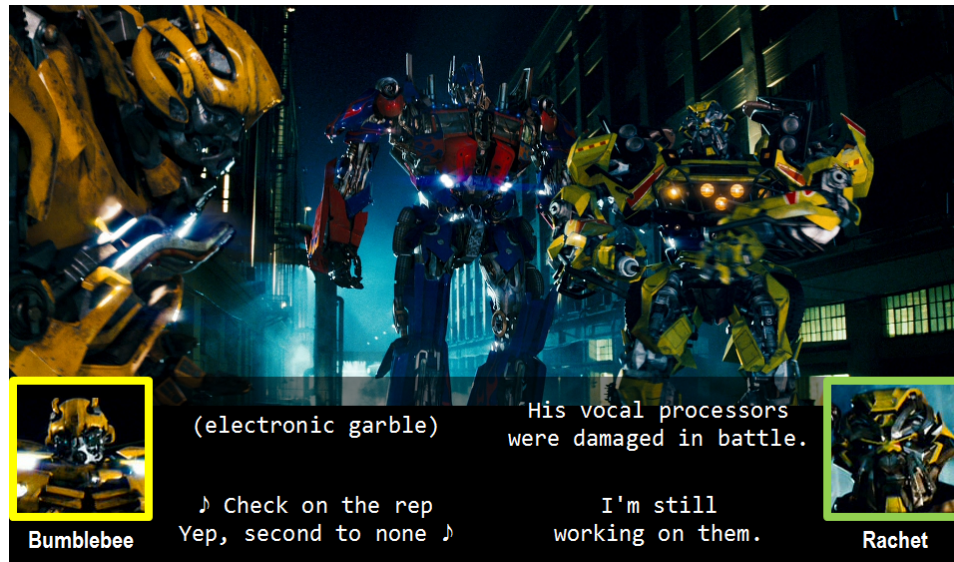 (electronic garble)
♪ Check on the rep
Yep, second to none ♪
Bumblebee
His vocal processors
were damaged in battle.
I'm still
working on them.
Rachet